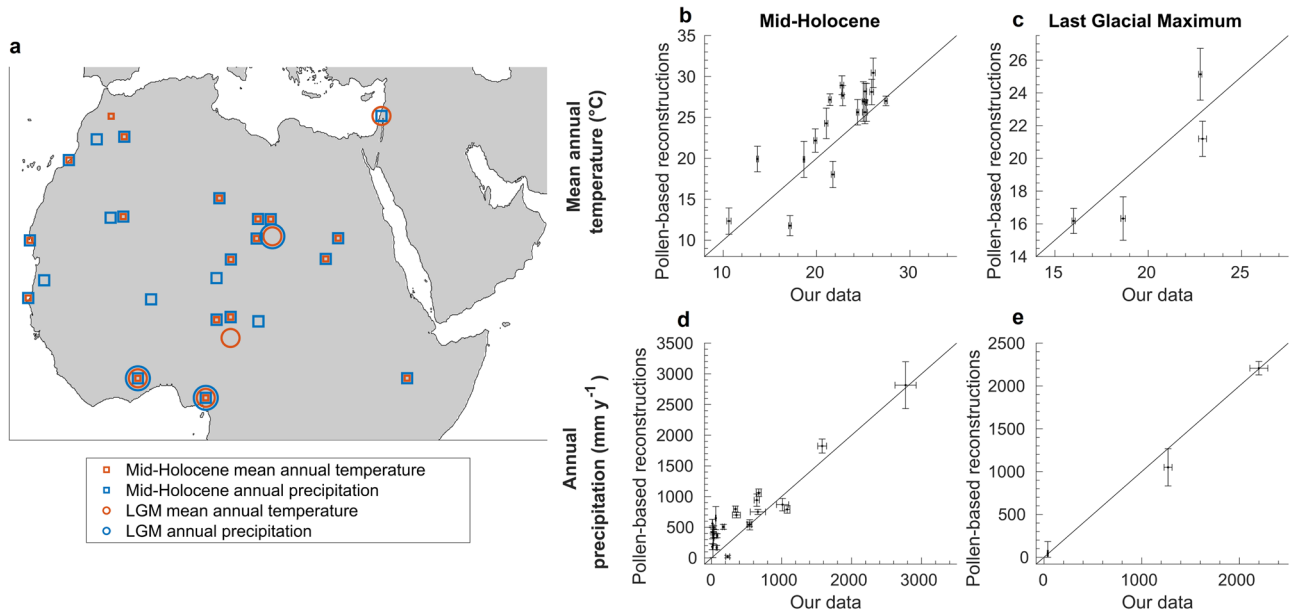 a
Mid-Holocene mean annual temperature
Mid-Holocene annual precipitation
LGM mean annual temperature
LGM annual precipitation
Mean annual
temperature (°C)
Annual
precipitation (mm y⁻¹)
b
Mid-Holocene
Pollen-based reconstructions
35
30
25
20
15
10
10
20
30
Our data
c
Last Glacial Maximum
Pollen-based reconstructions
26
24
22
20
18
16
14
15
20
25
Our data
d
Pollen-based reconstructions
3500
3000
2500
2000
1500
1000
500
0
0
1000
2000
3000
Our data
e
Pollen-based reconstructions
2500
2000
1500
1000
500
0
0
1000
2000
Our data